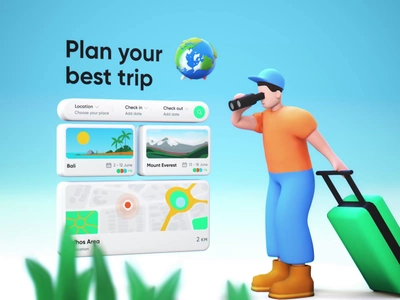 Plan your
best trip
Location
Choose your place
Check in
Add date
Check out
Add date
Bali
Mount Everest
2 KM